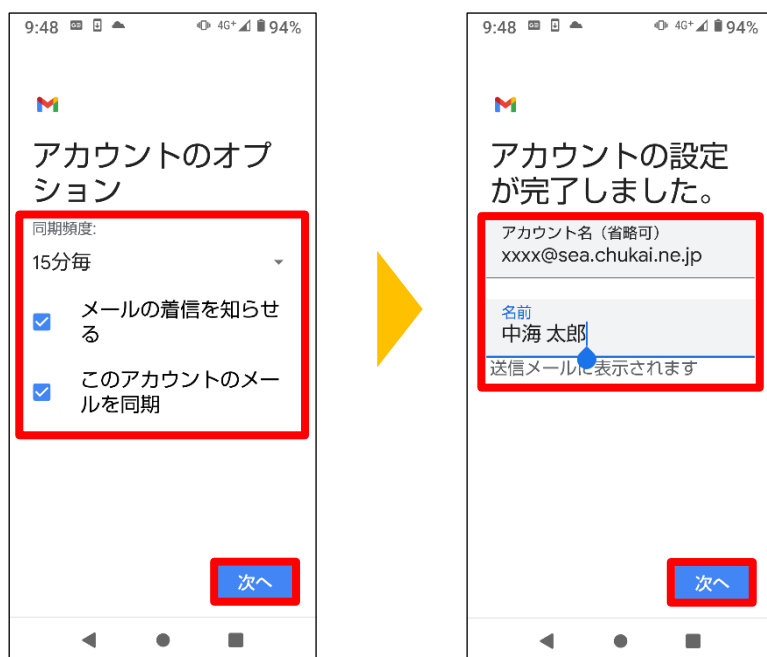 9:48
4G+
94%
アカウントのオプ
ション
同期頻度:
15分毎
メールの着信を知らせ
る
このアカウントのメー
ルを同期
次へ
9:48
4G+
94%
アカウントの設定
が完了しました。
アカウント名（省略可）
xxxx@sea.chukai.ne.jp
名前
中海 太郎
送信メールに表示されます
次へ